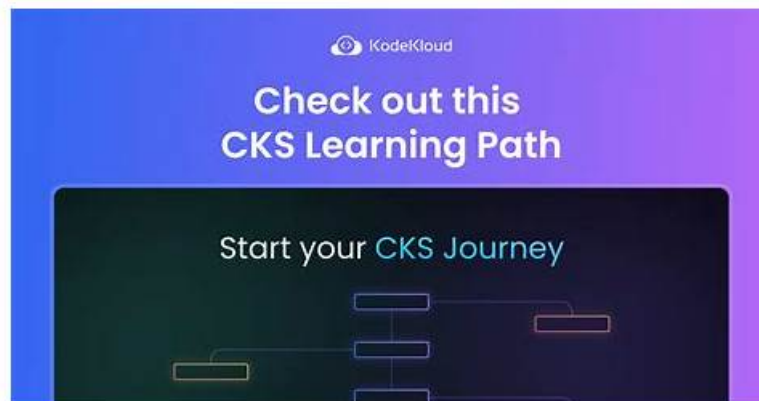 KodeKloud
Check out this
CKS Learning Path
Start your CKS Journey